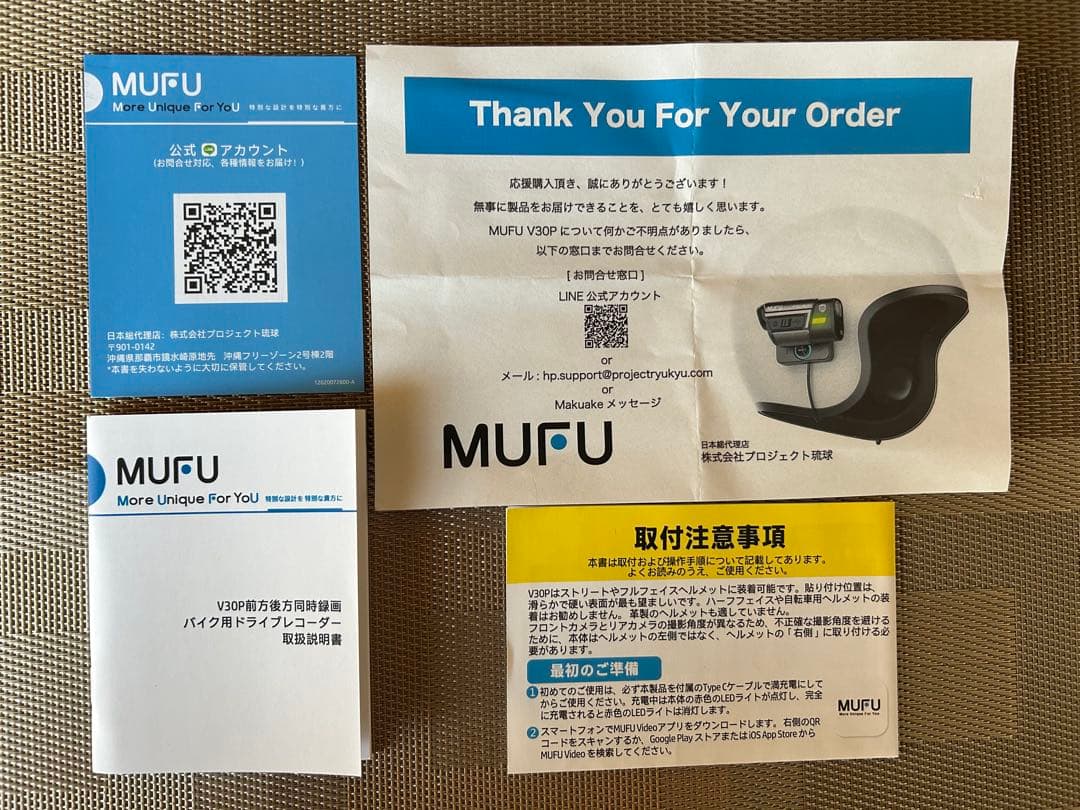 MUFU
More Unique For YoU 特別な設計を特別な貴方に
公式 アカウント
(お問合せ対応、各種情報をお届け!)
日本総代理店:株式会社プロジェクト琉球
〒901-0142
沖縄県那覇市鏡水崎原地先 沖縄フリーゾーン2号棟2階
*本書を失わないように大切に保管してください。
12020072800-A
Thank You For Your Order
応援購入頂き、誠にありがとうございます!
無事に製品をお届けできることを、とても嬉しく思います。
MUFU V30P について何かご不明点がありましたら、
以下の窓口までお問合せください。
[お問合せ窓口]
LINE 公式アカウント
or
メール:hp.support@projectryukyu.com
or
Makuake メッセージ
MUFU
日本総代理店
株式会社プロジェクト琉球
MUFU
More Unique For YoU 特別な設計を特別な貴方に
V30P前方後方同時録画
バイク用ドライブレコーダー
取扱説明書
取付注意事項
本書は取付および操作手順について記載してあります。
よくお読みのうえ、ご使用ください。
V30Pはストリートやフルフェイスヘルメットに装着可能です。貼り付け位置は、
滑らかで硬い表面が最も望ましいです。ハーフフェイスや自転車用ヘルメットの装
着はお勧めしません。革製のヘルメットも適していません。
フロントカメラとリアカメラの撮影角度が異なるため、不正確な撮影角度を避ける
ために、本体はヘルメットの左側ではなく、ヘルメットの「右側」に取り付ける必
要があります。
最初のご準備
1 初めてのご使用は、必ず本製品を付属のType Cケーブルで満充電にして
からご使用ください。充電中は本体の赤色のLEDライトが点灯し、完全
に充電されると赤色のLEDライトは消灯します。
2 スマートフォンでMUFU Videoアプリをダウンロードします。右側のQR
コードをスキャンするか、Google Play ストアまたは iOS App Store から
MUFU Video を検索してください。
MUFU
More Unique For You